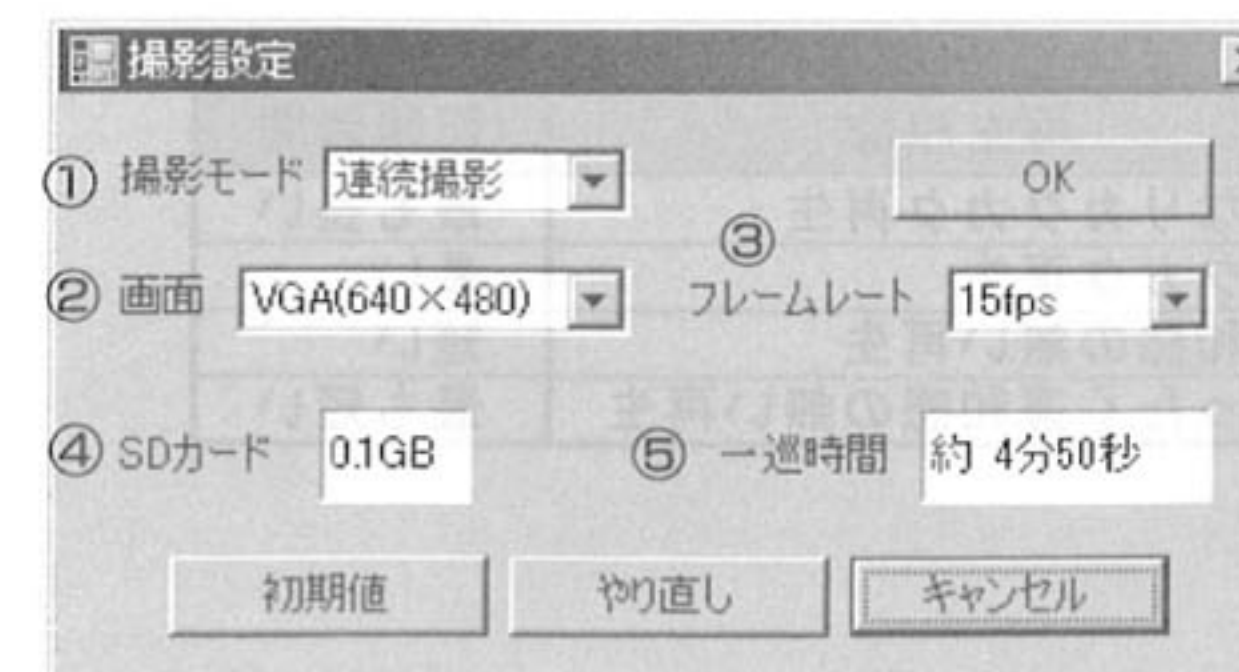 撮影設定
① 撮影モード 連続撮影 OK
② 画面 VGA(640×480) ③ フレームレート 15fps
④ SDカード 0.1GB ⑤ 一巡時間 約 4分50秒
初期値 やり直し キャンセル